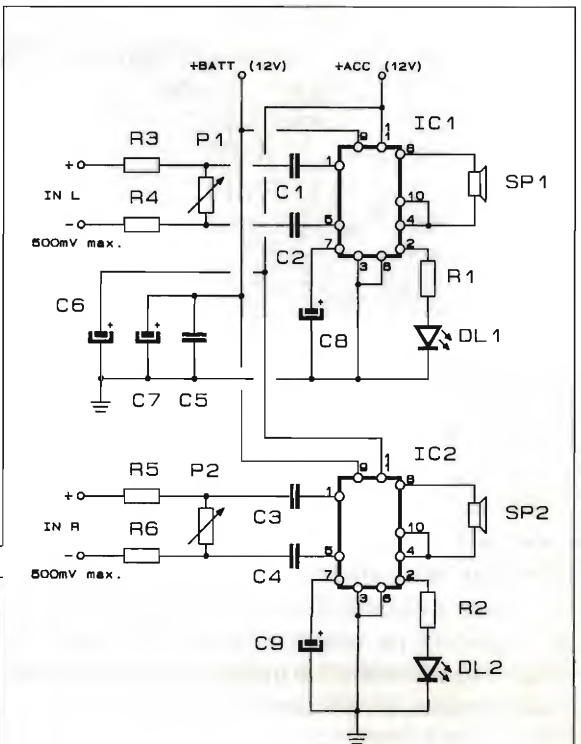 +BATT (12V) +ACC (12V)
IC1
R3 P1
9 11 8
+ 1
C1 SP1
IN L R4 10
- 5 4
500mV max. C2 7 3 6 2
R1
C6 + + + C8 DL1
C7 C5
IC2
R5 P2
9 11 8
+ C3 1
SP2
IN R R6 10
- 5 4
500mV max. C4 7 3 6 2
R2
C9 +
DL2